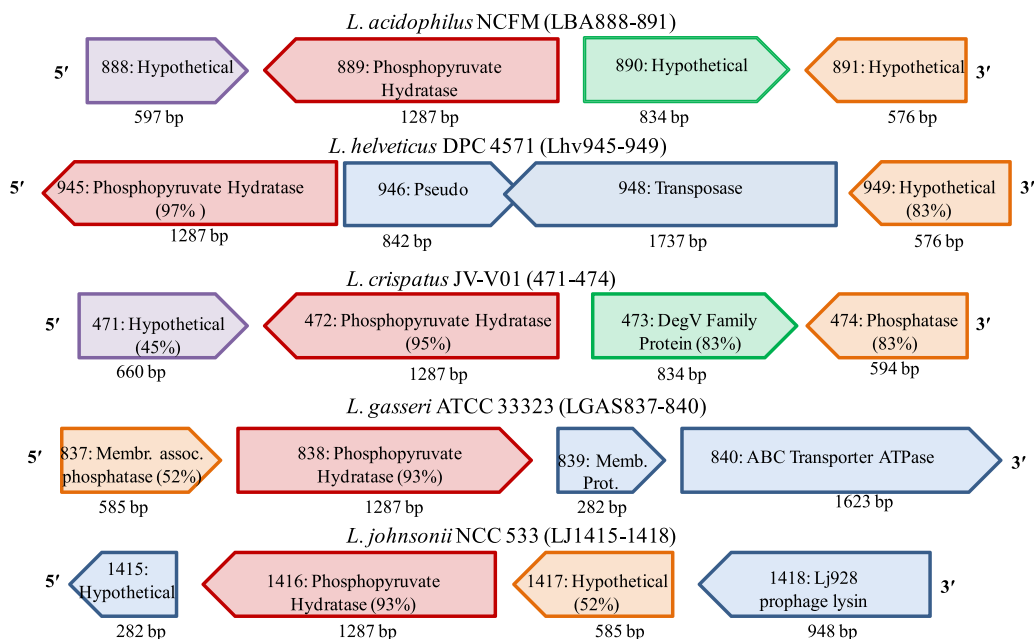 L. acidophilus NCFM (LBA888-891)
5′
888: Hypothetical
889: Phosphopyruvate
Hydratase
890: Hypothetical
891: Hypothetical
3′
597 bp
1287 bp
834 bp
576 bp
L. helveticus DPC 4571 (Lhv945-949)
5′
945: Phosphopyruvate Hydratase
(97% )
946: Pseudo
948: Transposase
949: Hypothetical
(83%)
3′
1287 bp
842 bp
1737 bp
576 bp
L. crispatus JV-V01 (471-474)
5′
471: Hypothetical
(45%)
472: Phosphopyruvate Hydratase
(95%)
473: DegV Family
Protein (83%)
474: Phosphatase
(83%)
3′
660 bp
1287 bp
834 bp
594 bp
L. gasseri ATCC 33323 (LGAS837-840)
5′
837: Membr. assoc.
phosphatase (52%)
838: Phosphopyruvate
Hydratase (93%)
839: Memb.
Prot.
840: ABC Transporter ATPase
3′
585 bp
1287 bp
282 bp
1623 bp
L. johnsonii NCC 533 (LJ1415-1418)
5′
1415:
Hypothetical
1416: Phosphopyruvate
Hydratase (93%)
1417: Hypothetical
(52%)
1418: Lj928
prophage lysin
3′
282 bp
1287 bp
585 bp
948 bp